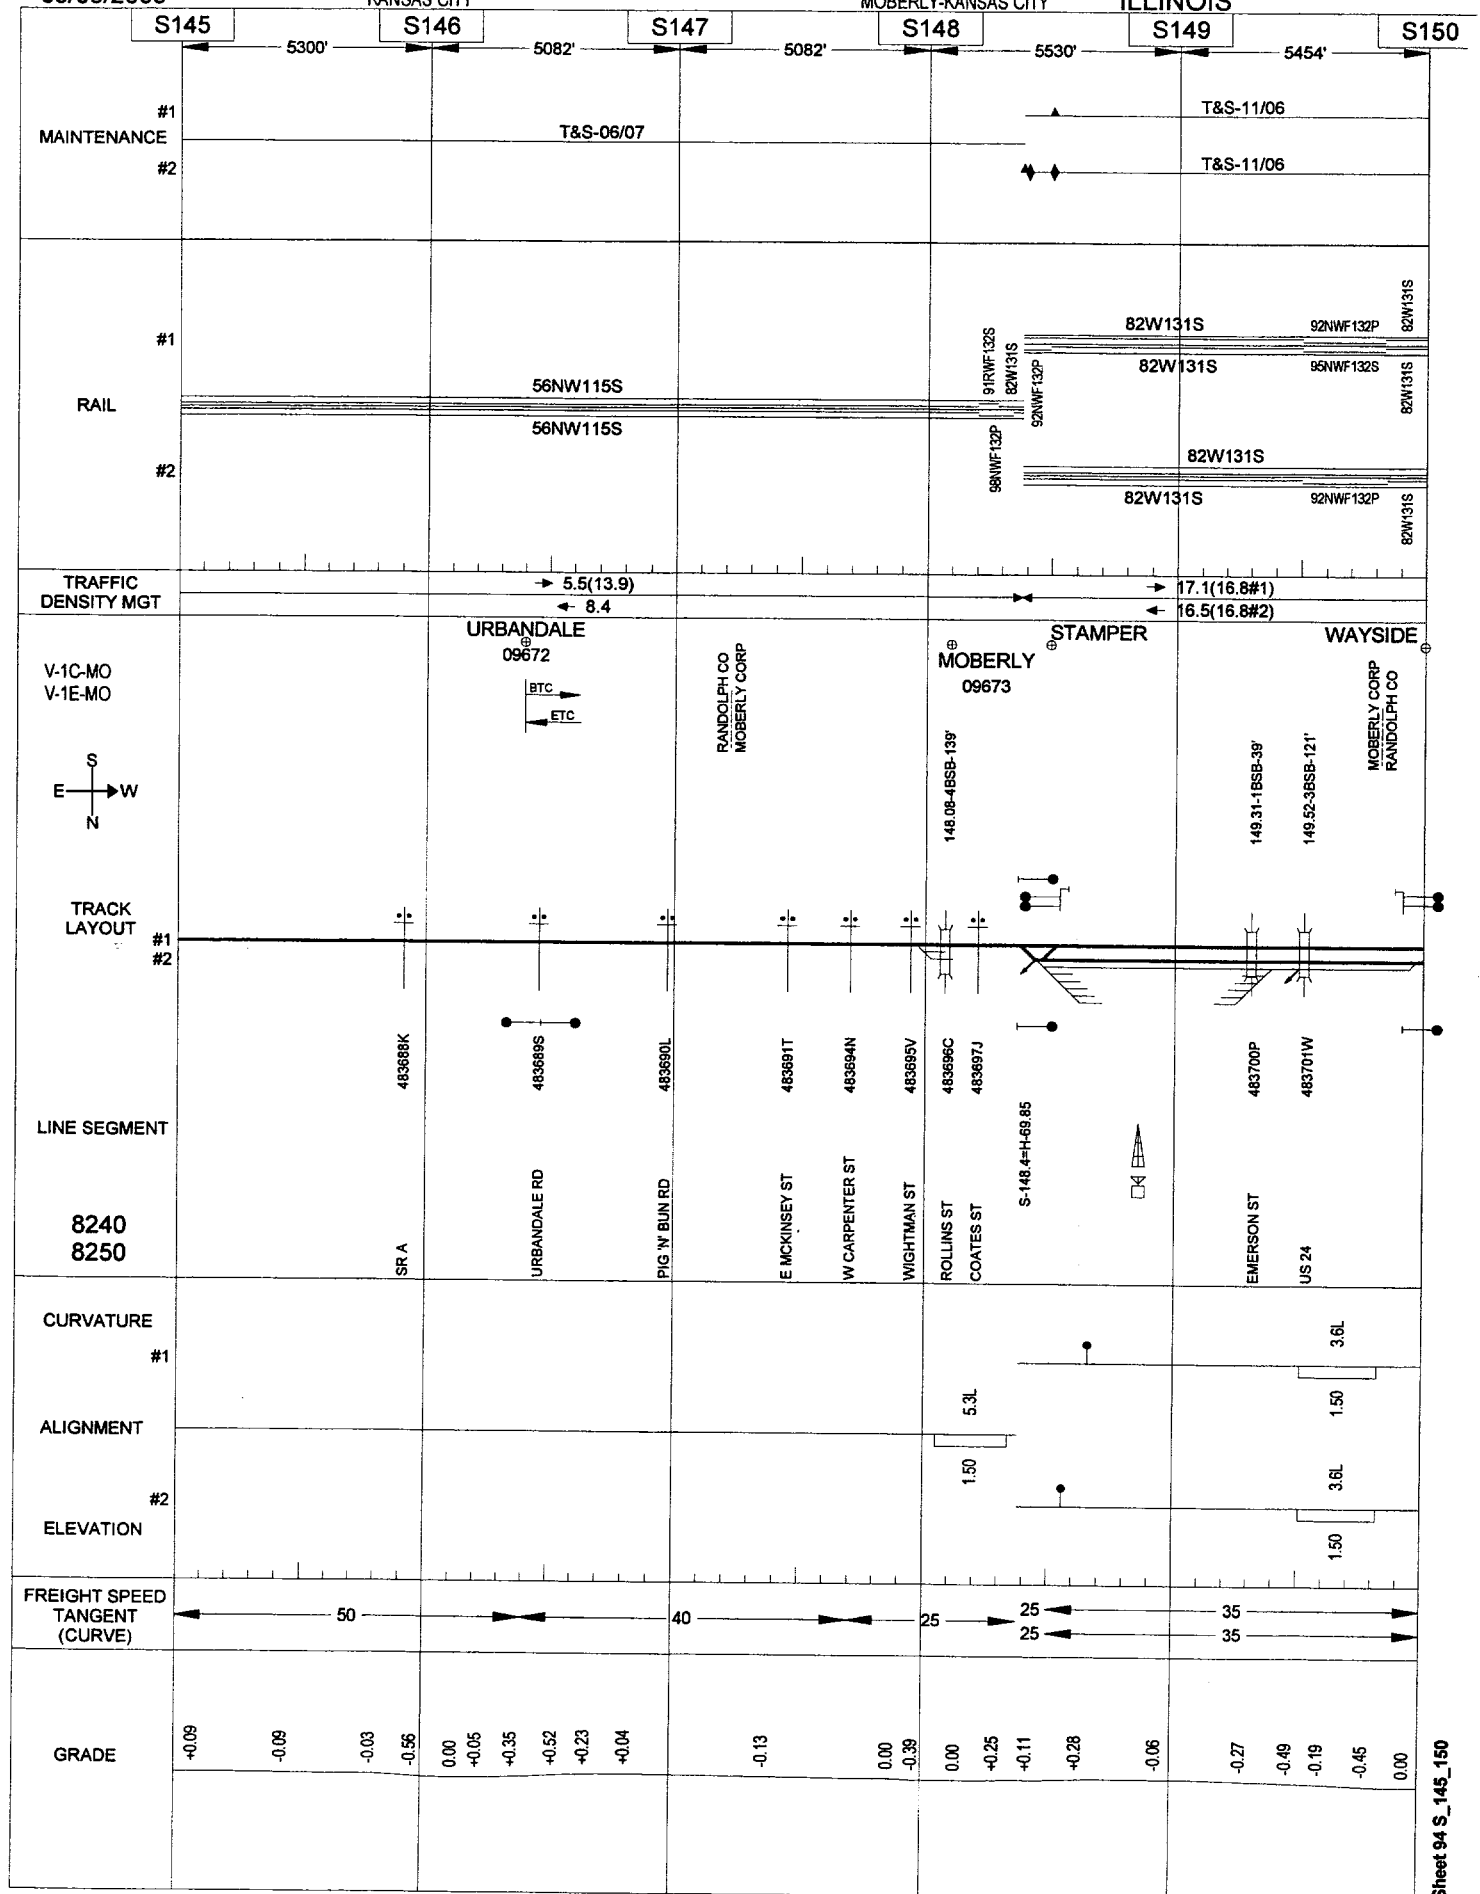 KANSAS CITY MOBERLY-KANSAS CITY ILLINOIS
S145 S146 S147 S148 S149 S150
5300' 5082' 5082' 5530' 5454'
#1 T&S-11/06
MAINTENANCE T&S-06/07
#2 T&S-11/06
82W131S 92NWF132P 82W131S
#1
91RWF132S 82W131S
82W131S 95NWF132S 82W131S
92NWF132P
56NW115S
RAIL
56NW115S
98NWF132P
#2 82W131S
82W131S 92NWF132P 82W131S
TRAFFIC 5.5(13.9) 17.1(16.8#1)
DENSITY MGT 8.4 16.5(16.8#2)
URBANDALE STAMPER WAYSIDE
09672 MOBERLY
09673
V-1C-MO
V-1E-MO
BTC
ETC
RANDOLPH CO
MOBERLY CORP
MOBERLY CORP
RANDOLPH CO
148.08-4BSB-139' 149.31-1BSB-39' 149.52-3BSB-121'
S
E W
N
TRACK
LAYOUT
#1
#2
483688K 483689S 483690L 483691T 483694N 483695V 483696C 483697J 483700P 483701W
S-148.4=H-69.85
LINE SEGMENT
8240
8250
SR A URBANDALE RD PIG 'N' BUN RD E MCKINSEY ST W CARPENTER ST WIGHTMAN ST ROLLINS ST COATES ST EMERSON ST US 24
CURVATURE
#1 3.6L
5.3L 1.50
ALIGNMENT
1.50 3.6L
#2
ELEVATION 1.50
FREIGHT SPEED
TANGENT
(CURVE)
50 40 25 25 35
25 35
GRADE
+0.09 -0.09 -0.03 -0.56 0.00 +0.05 +0.35 +0.52 +0.23 +0.04 -0.13 0.00 -0.39 0.00 +0.25 +0.11 +0.28 -0.06 -0.27 -0.49 -0.19 -0.45 0.00
Sheet 94 S_145_150